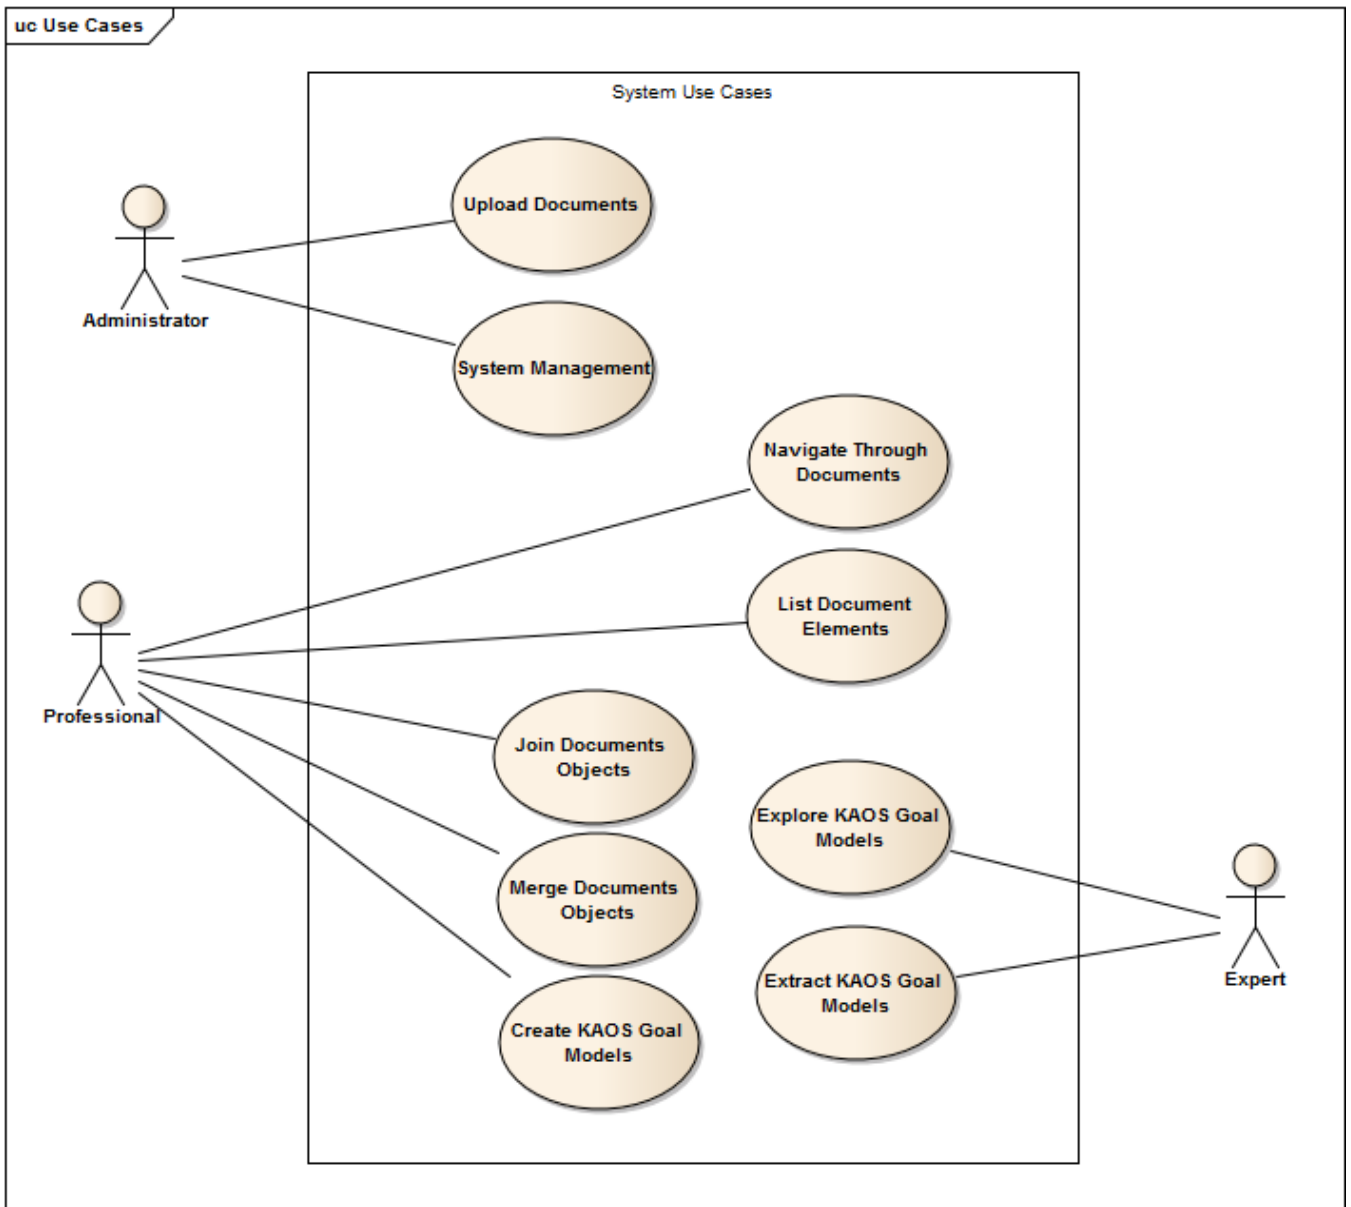 uc Use Cases
System Use Cases
Upload Documents
Administrator
System Management
Navigate Through
Documents
List Document
Elements
Professional
Join Documents
Objects
Explore KAOS Goal
Models
Merge Documents
Objects
Extract KAOS Goal
Models
Expert
Create KAOS Goal
Models